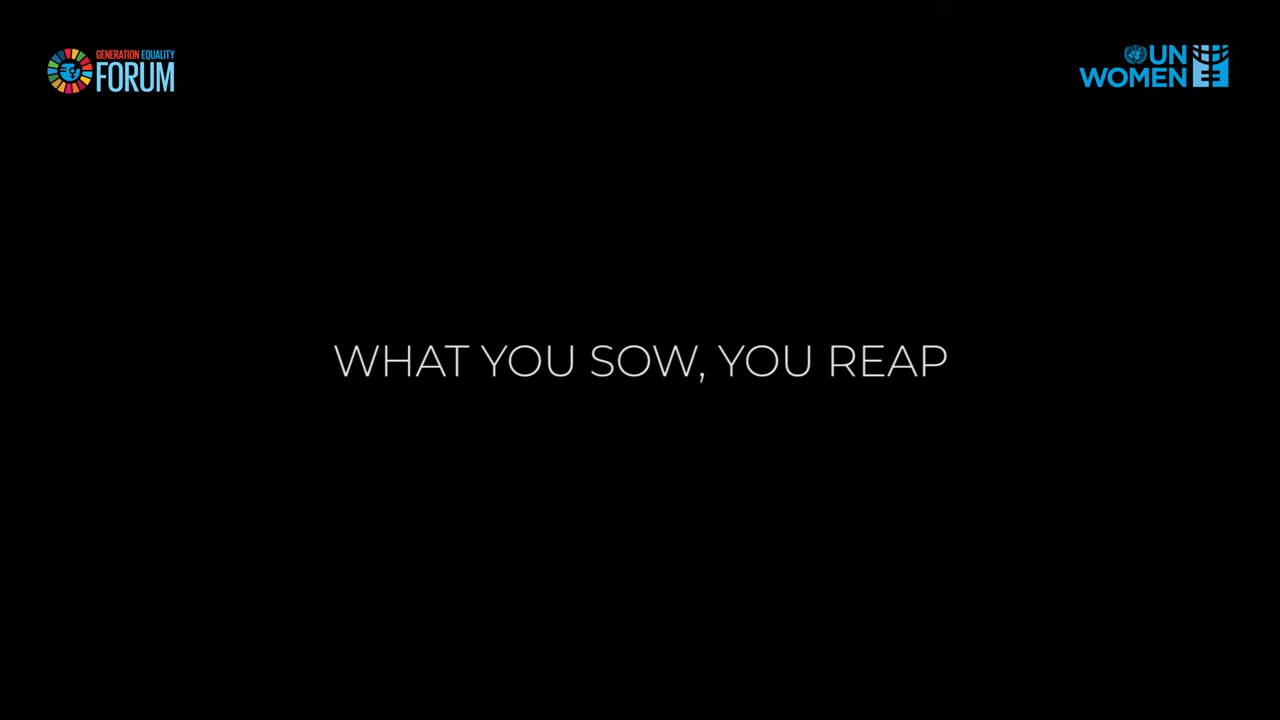 GENERATION EQUALITY
FORUM
UN
WOMEN
WHAT YOU SOW, YOU REAP